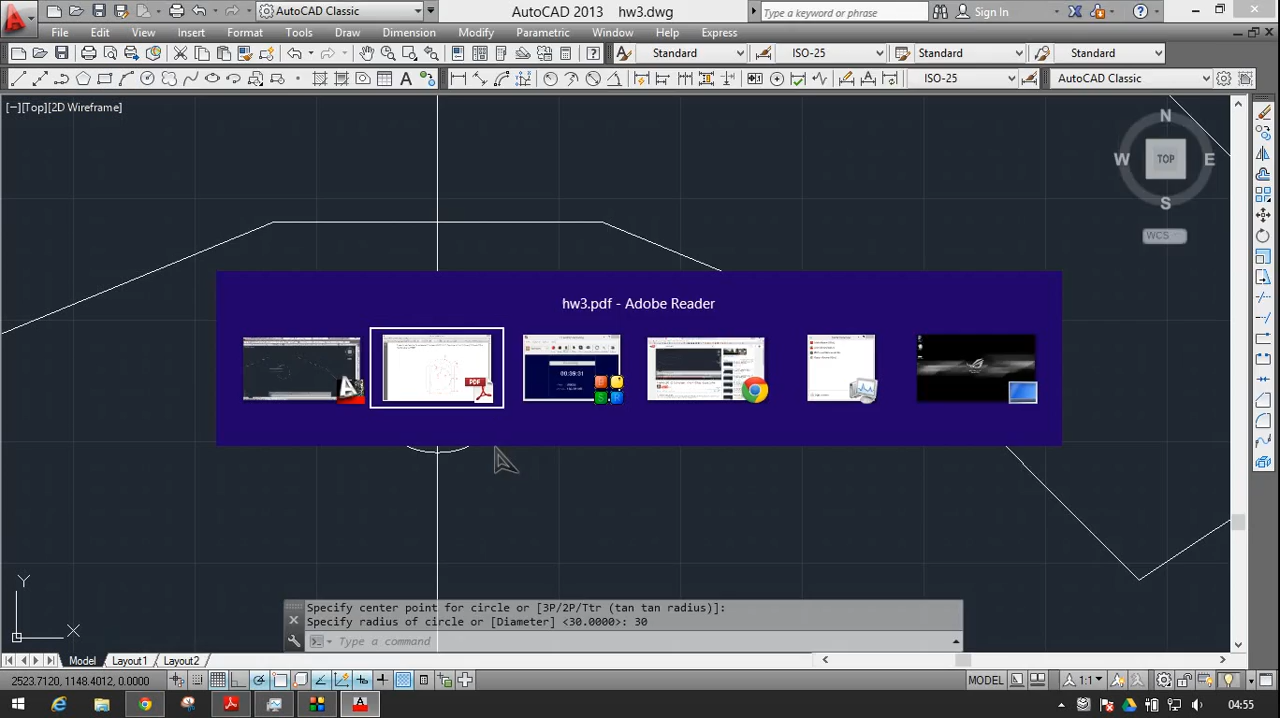 AutoCAD Classic
AutoCAD 2013 hw3.dwg
Type a keyword or phrase
Sign In
File Edit View Insert Format Tools Draw Dimension Modify Parametric Window Help Express
Standard ISO-25 Standard Standard
ISO-25 AutoCAD Classic
[−][Top][2D Wireframe]
N
W TOP E
S
WCS
hw3.pdf - Adobe Reader
00:39:31
PDF
Y
X
Specify center point for circle or [3P/2P/Ttr (tan tan radius)]:
Specify radius of circle or [Diameter] <30.0000>: 30
Type a command
Model Layout1 Layout2
2523.7120, 1148.4012, 0.0000
MODEL
1:1
04:55